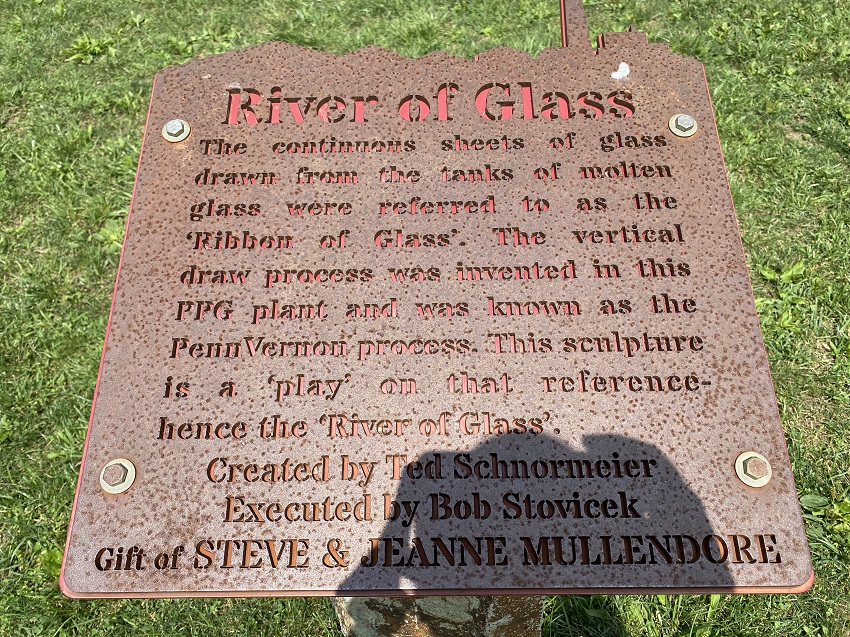 River of Glass
The continuous sheets of glass
drawn from the tanks of molten
glass were referred to as the
'Ribbon of Glass'. The vertical
draw process was invented in this
PPG plant and was known as the
PennVernon process. This sculpture
is a 'play' on that reference-
hence the 'River of Glass'.
Created by Ted Schnormeier
Executed by Bob Stovicek
Gift of STEVE & JEANNE MULLENDORE